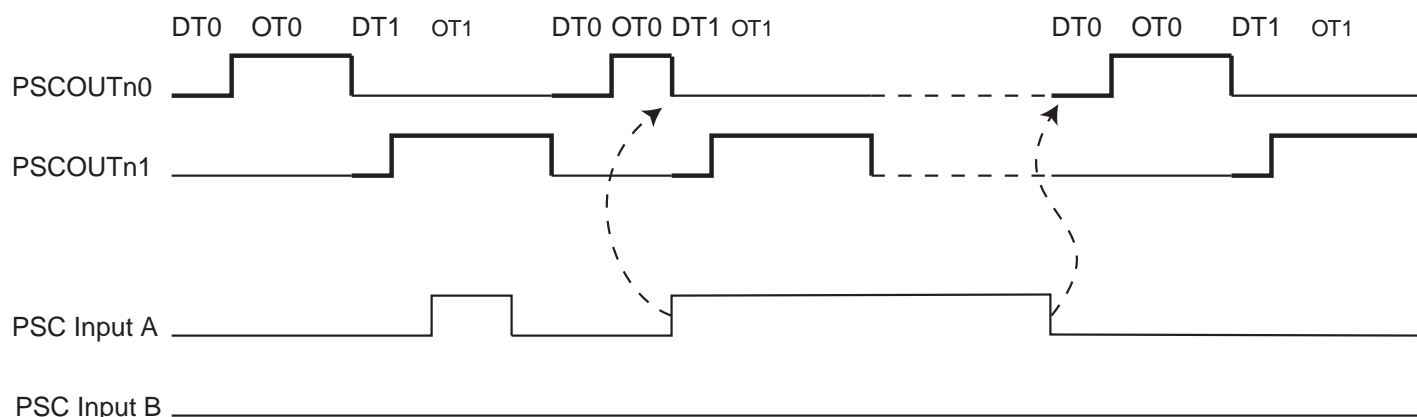 DT0 OT0 DT1 OT1 DT0 OT0 DT1 OT1 DT0 OT0 DT1 OT1
PSCOUTn0
PSCOUTn1
PSC Input A
PSC Input B